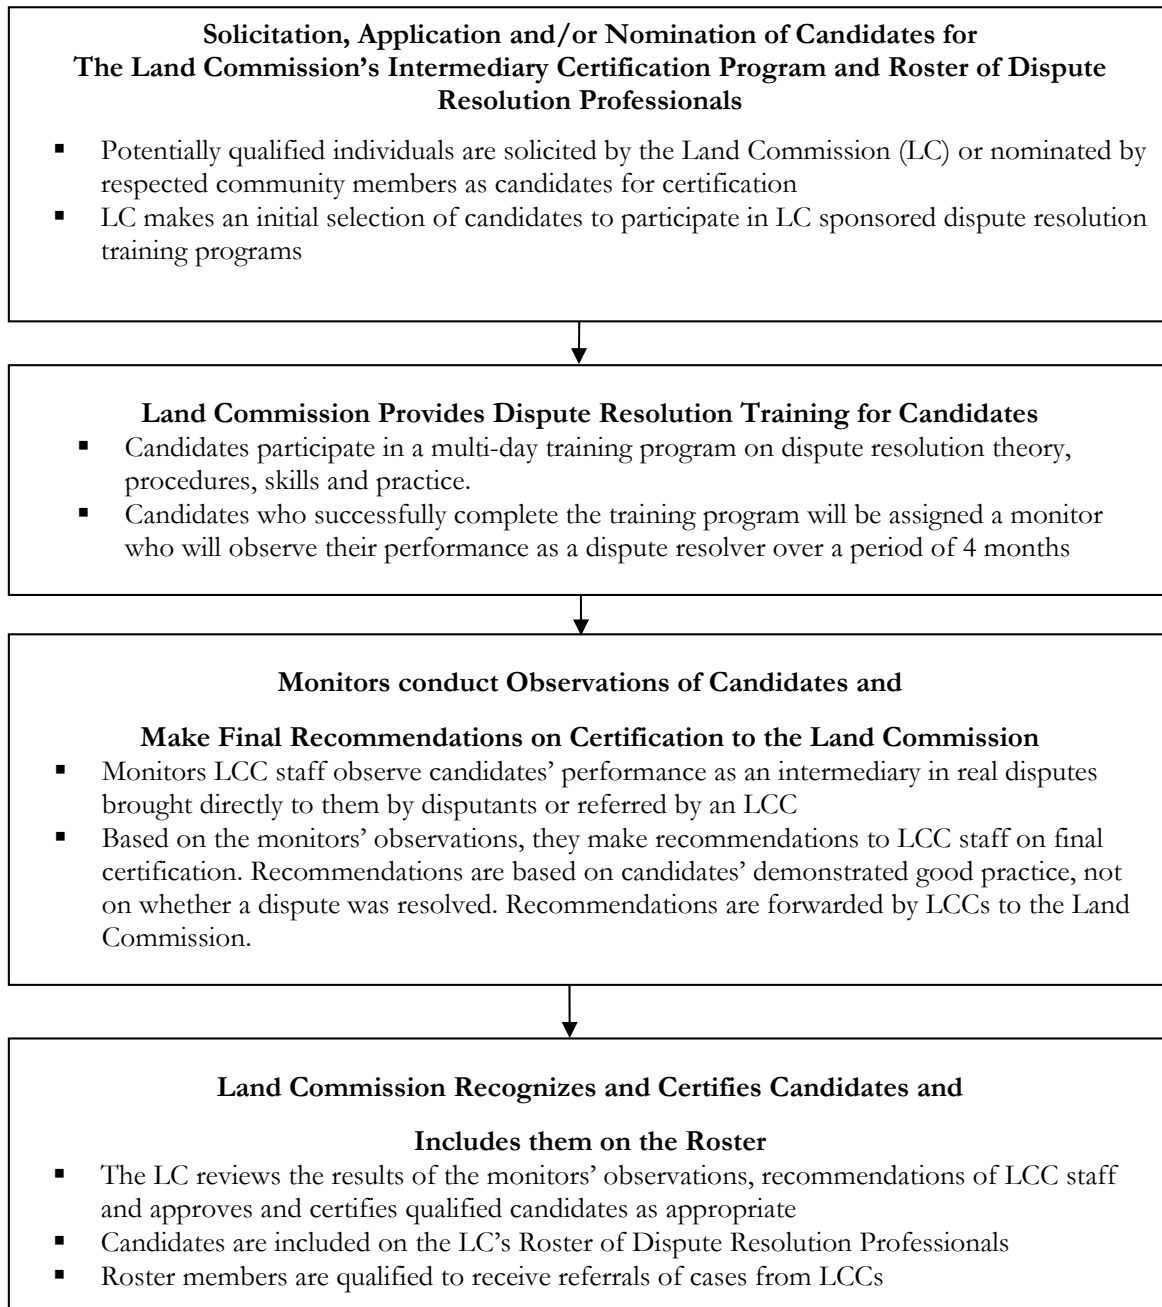 Solicitation, Application and/or Nomination of Candidates for
The Land Commission’s Intermediary Certification Program and Roster of Dispute
Resolution Professionals
▪ Potentially qualified individuals are solicited by the Land Commission (LC) or nominated by
respected community members as candidates for certification
▪ LC makes an initial selection of candidates to participate in LC sponsored dispute resolution
training programs
Land Commission Provides Dispute Resolution Training for Candidates
▪ Candidates participate in a multi-day training program on dispute resolution theory,
procedures, skills and practice.
▪ Candidates who successfully complete the training program will be assigned a monitor
who will observe their performance as a dispute resolver over a period of 4 months
Monitors conduct Observations of Candidates and
Make Final Recommendations on Certification to the Land Commission
▪ Monitors LCC staff observe candidates’ performance as an intermediary in real disputes
brought directly to them by disputants or referred by an LCC
▪ Based on the monitors’ observations, they make recommendations to LCC staff on final
certification. Recommendations are based on candidates’ demonstrated good practice, not
on whether a dispute was resolved. Recommendations are forwarded by LCCs to the Land
Commission.
Land Commission Recognizes and Certifies Candidates and
Includes them on the Roster
▪ The LC reviews the results of the monitors’ observations, recommendations of LCC staff
and approves and certifies qualified candidates as appropriate
▪ Candidates are included on the LC’s Roster of Dispute Resolution Professionals
▪ Roster members are qualified to receive referrals of cases from LCCs